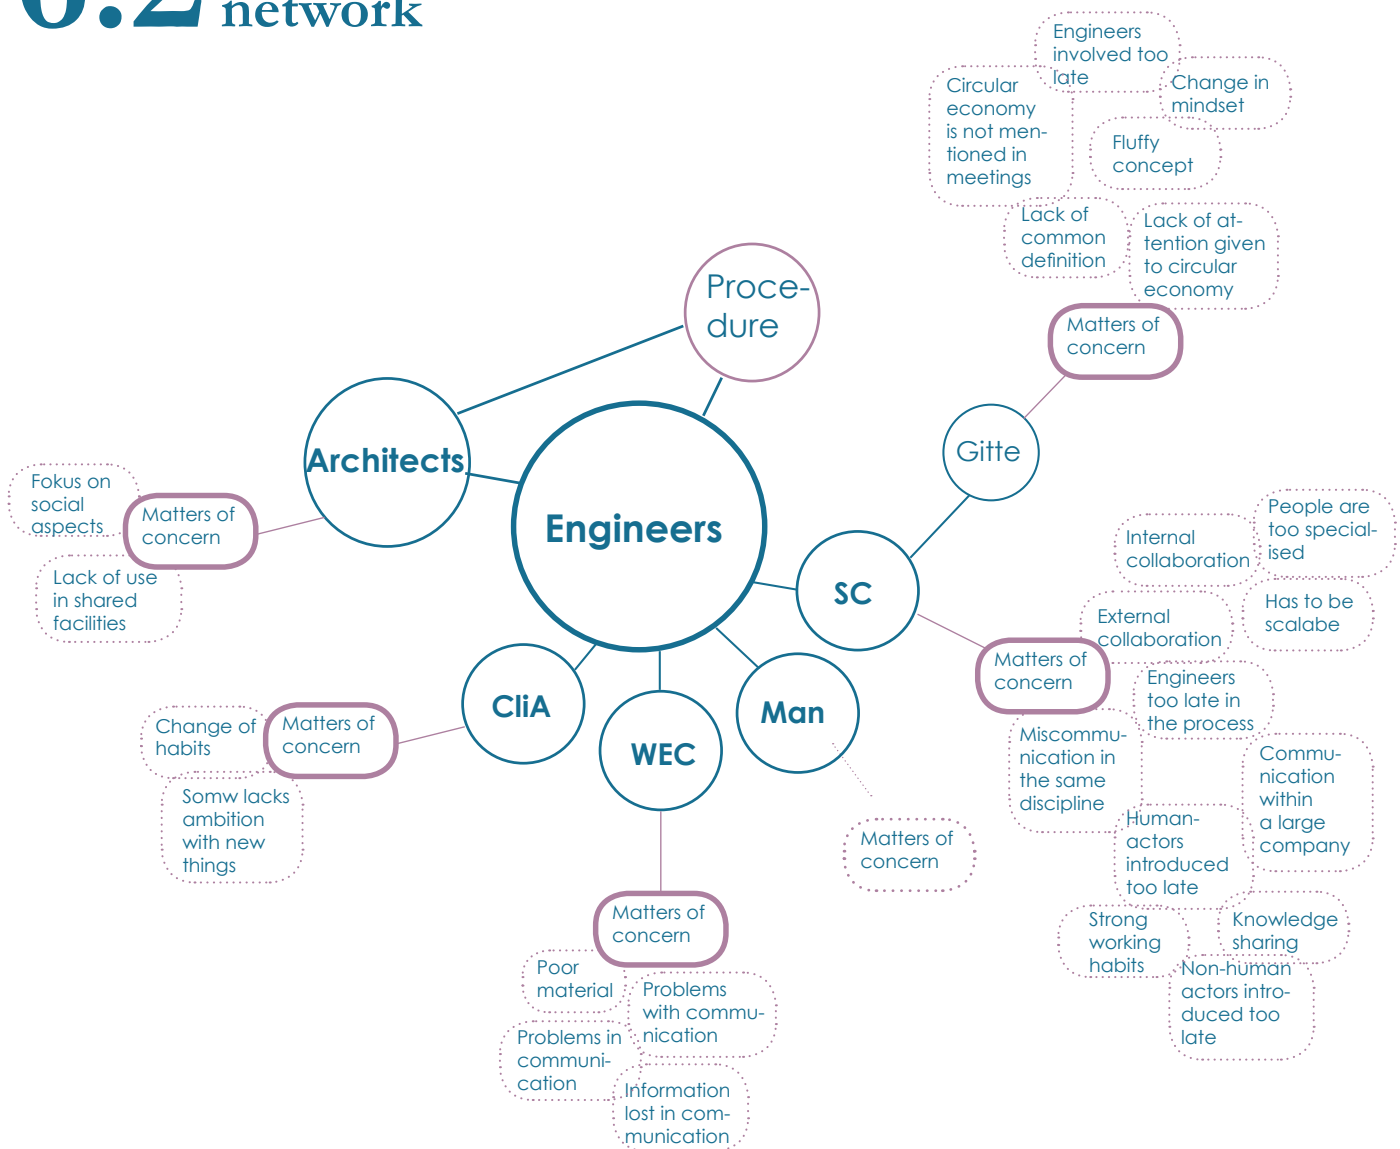 6.2 network
Engineers
involved too
late
Change in
mindset
Circular
economy
is not men-
tioned in
meetings
Fluffy
concept
Lack of
common
definition
Lack of at-
tention given
to circular
economy
Matters of
concern
Gitte
Proce-
dure
Architects
Engineers
Fokus on
social
aspects
Matters of
concern
Lack of use
in shared
facilities
SC
Internal
collaboration
People are
too special-
ised
Has to be
scalabe
External
collaboration
Matters of
concern
Engineers
too late in
the process
Miscommu-
nication in
the same
discipline
Commu-
nication
within
a large
company
Human-
actors
introduced
too late
Strong
working
habits
Knowledge
sharing
Non-human
actors intro-
duced too
late
CliA
Matters of
concern
Change of
habits
Somw lacks
ambition
with new
things
WEC
Matters of
concern
Poor
material
Problems
with commu-
nication
Problems in
communi-
cation
Information
lost in com-
munication
Man
Matters of
concern